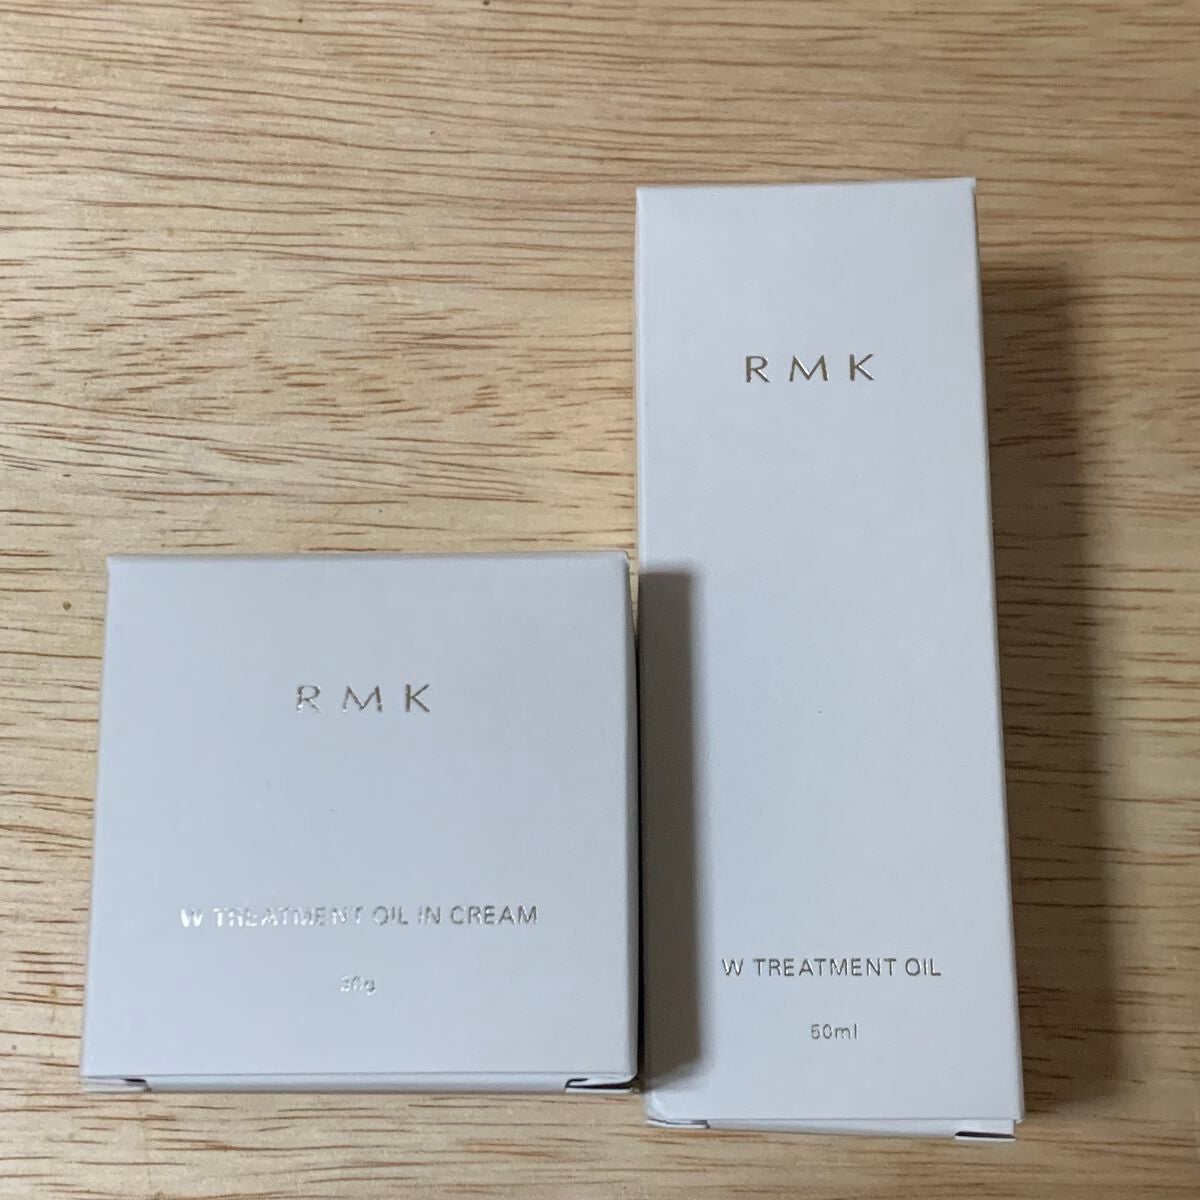 RMK
W TREATMENT OIL IN CREAM
30g
RMK
W TREATMENT OIL
50ml